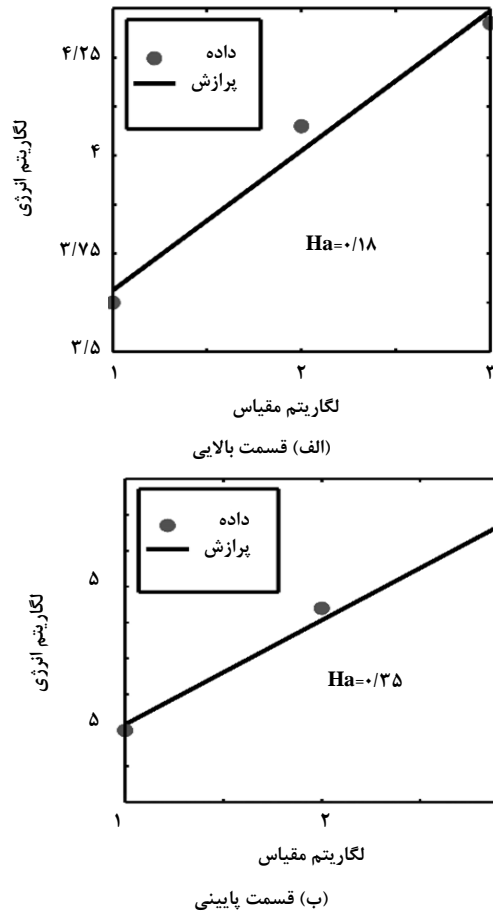 ۴/۲۵
۴
۳/۷۵
۳/۵
لگاریتم انرژی
داده
پرازش
Ha=۰/۱۸
۱
۲
۳
لگاریتم مقیاس
(الف) قسمت بالایی
۵
۵
لگاریتم انرژی
داده
پرازش
Ha=۰/۳۵
۱
۲
لگاریتم مقیاس
(ب) قسمت پایینی